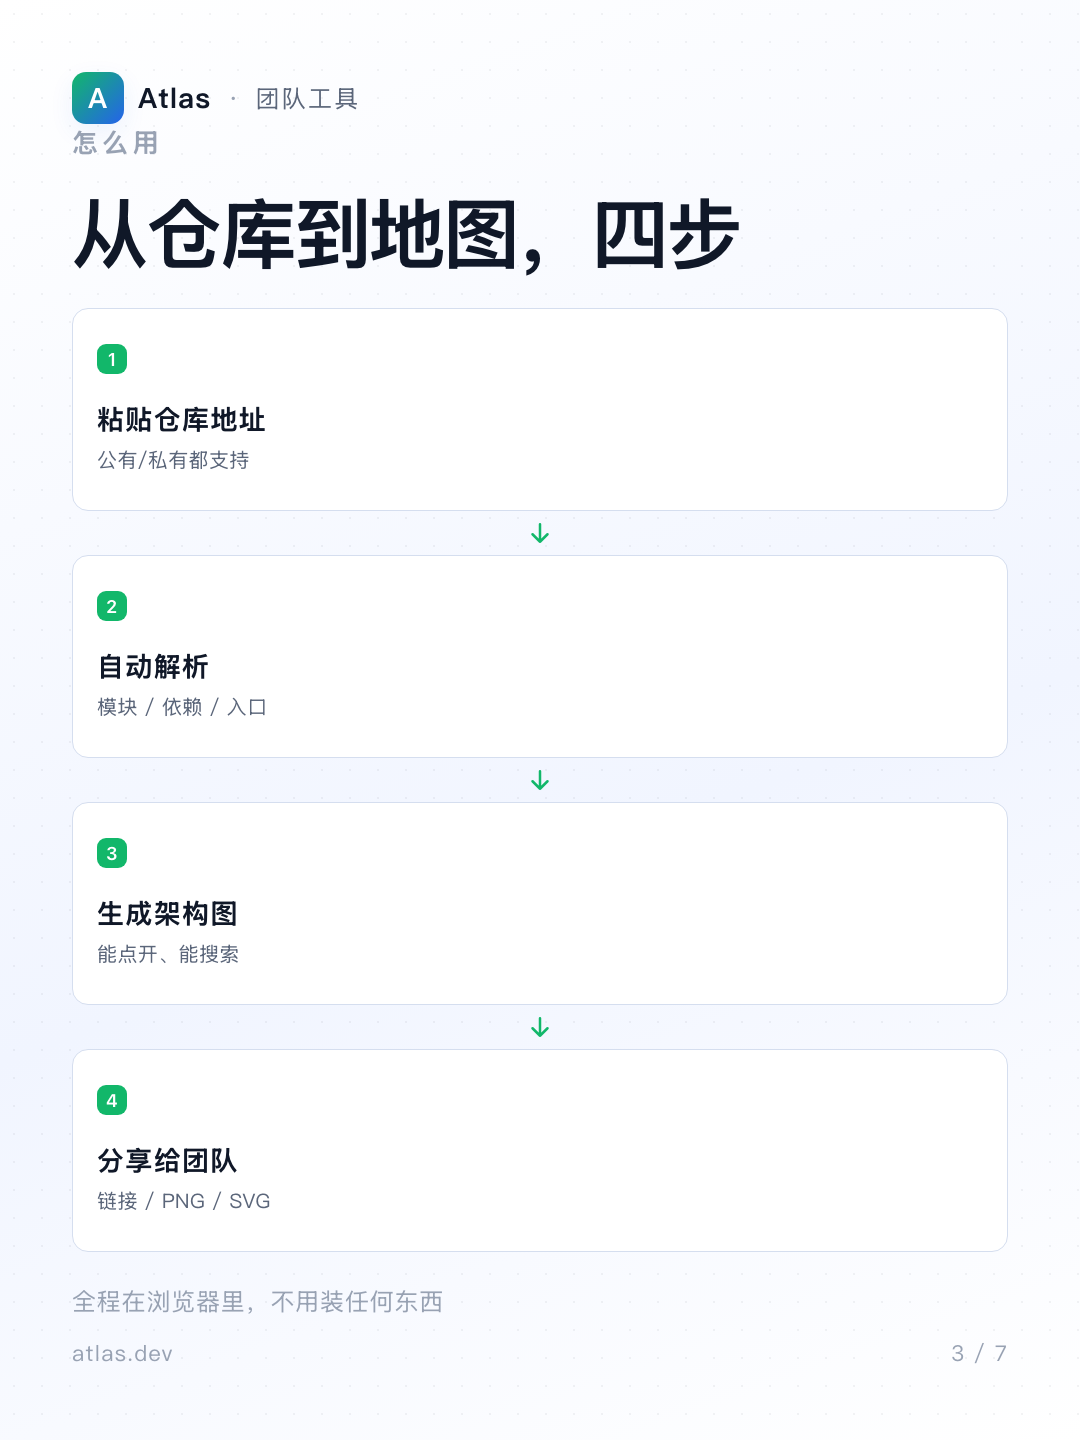 A Atlas · 团队工具
怎么用
从仓库到地图，四步
1
粘贴仓库地址
公有/私有都支持
2
自动解析
模块 / 依赖 / 入口
3
生成架构图
能点开、能搜索
4
分享给团队
链接 / PNG / SVG
全程在浏览器里，不用装任何东西
atlas.dev 3 / 7